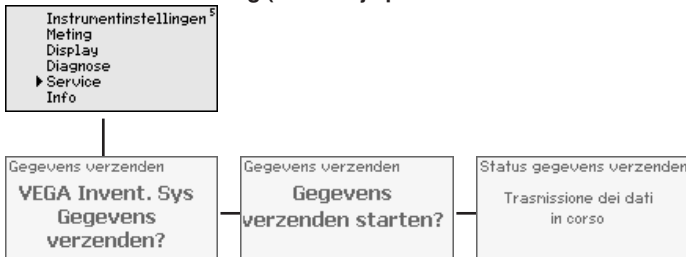 Instrumentinstellingen 5
Meting
Display
Diagnose
Service
Info
Gegevens verzenden
VEGA Invent. Sys
Gegevens
verzenden?
Gegevens verzenden
Gegevens
verzenden starten?
Status gegevens verzenden
Trasmissione dei dati
in corso